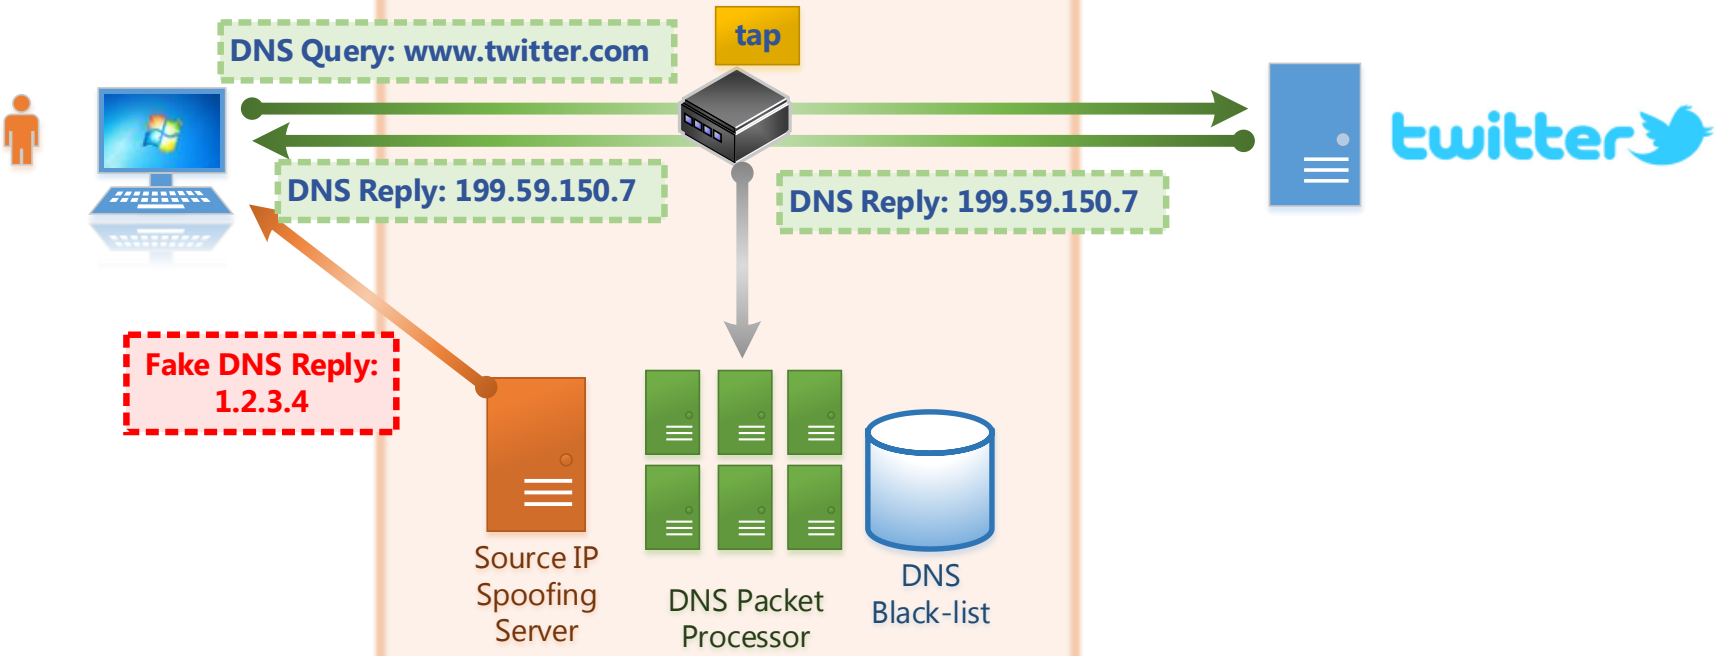 tap
DNS Query: www.twitter.com
twitter
DNS Reply: 199.59.150.7
DNS Reply: 199.59.150.7
Fake DNS Reply:
1.2.3.4
Source IP
Spoofing
Server
DNS Packet
Processor
DNS
Black-list